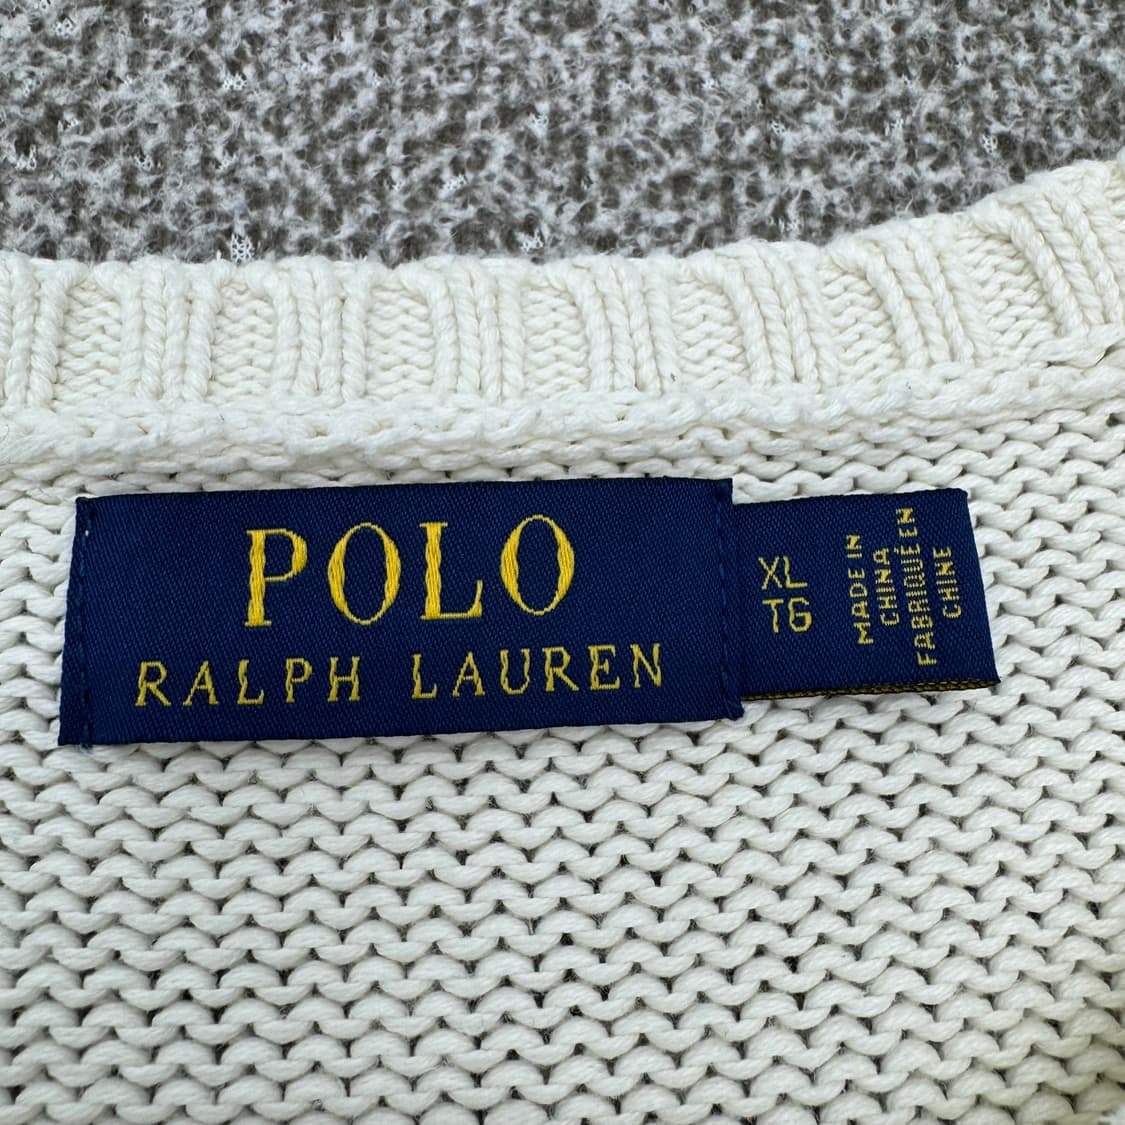 POLO
RALPH LAUREN
XL
TG
MADE IN
CHINA
FABRIQUÉ EN
CHINE